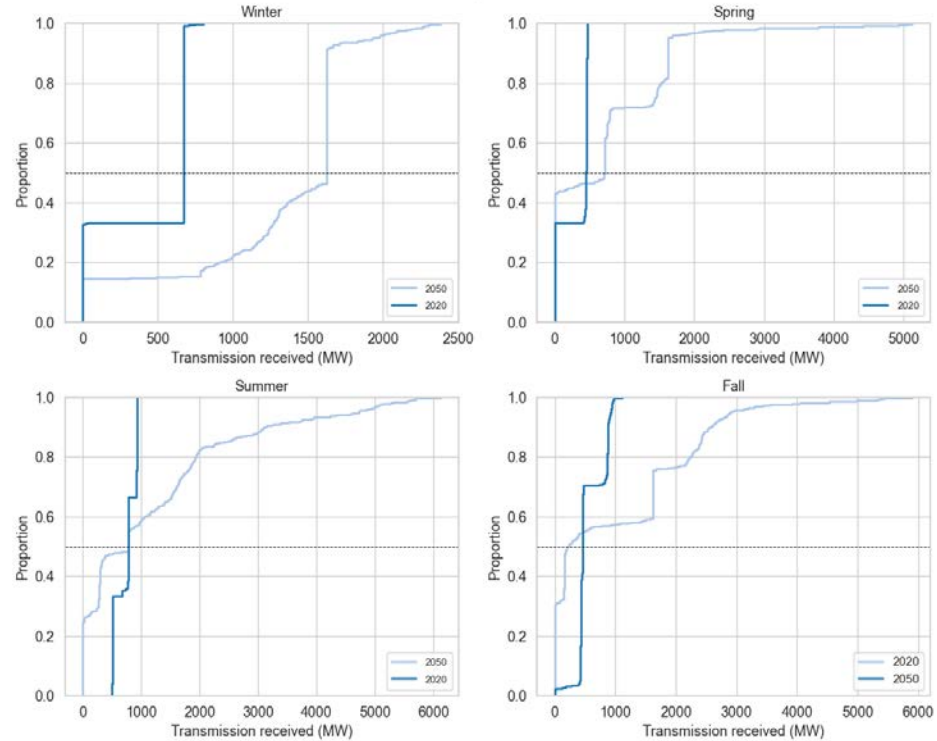 Winter
Proportion
1.0
0.8
0.6
0.4
0.2
0.0
2050
2020
0 500 1000 1500 2000 2500
Transmission received (MW)
Spring
Proportion
1.0
0.8
0.6
0.4
0.2
0.0
2050
2020
0 1000 2000 3000 4000 5000
Transmission received (MW)
Summer
Proportion
1.0
0.8
0.6
0.4
0.2
0.0
2050
2020
0 1000 2000 3000 4000 5000 6000
Transmission received (MW)
Fall
Proportion
1.0
0.8
0.6
0.4
0.2
0.0
2020
2050
0 1000 2000 3000 4000 5000 6000
Transmission received (MW)